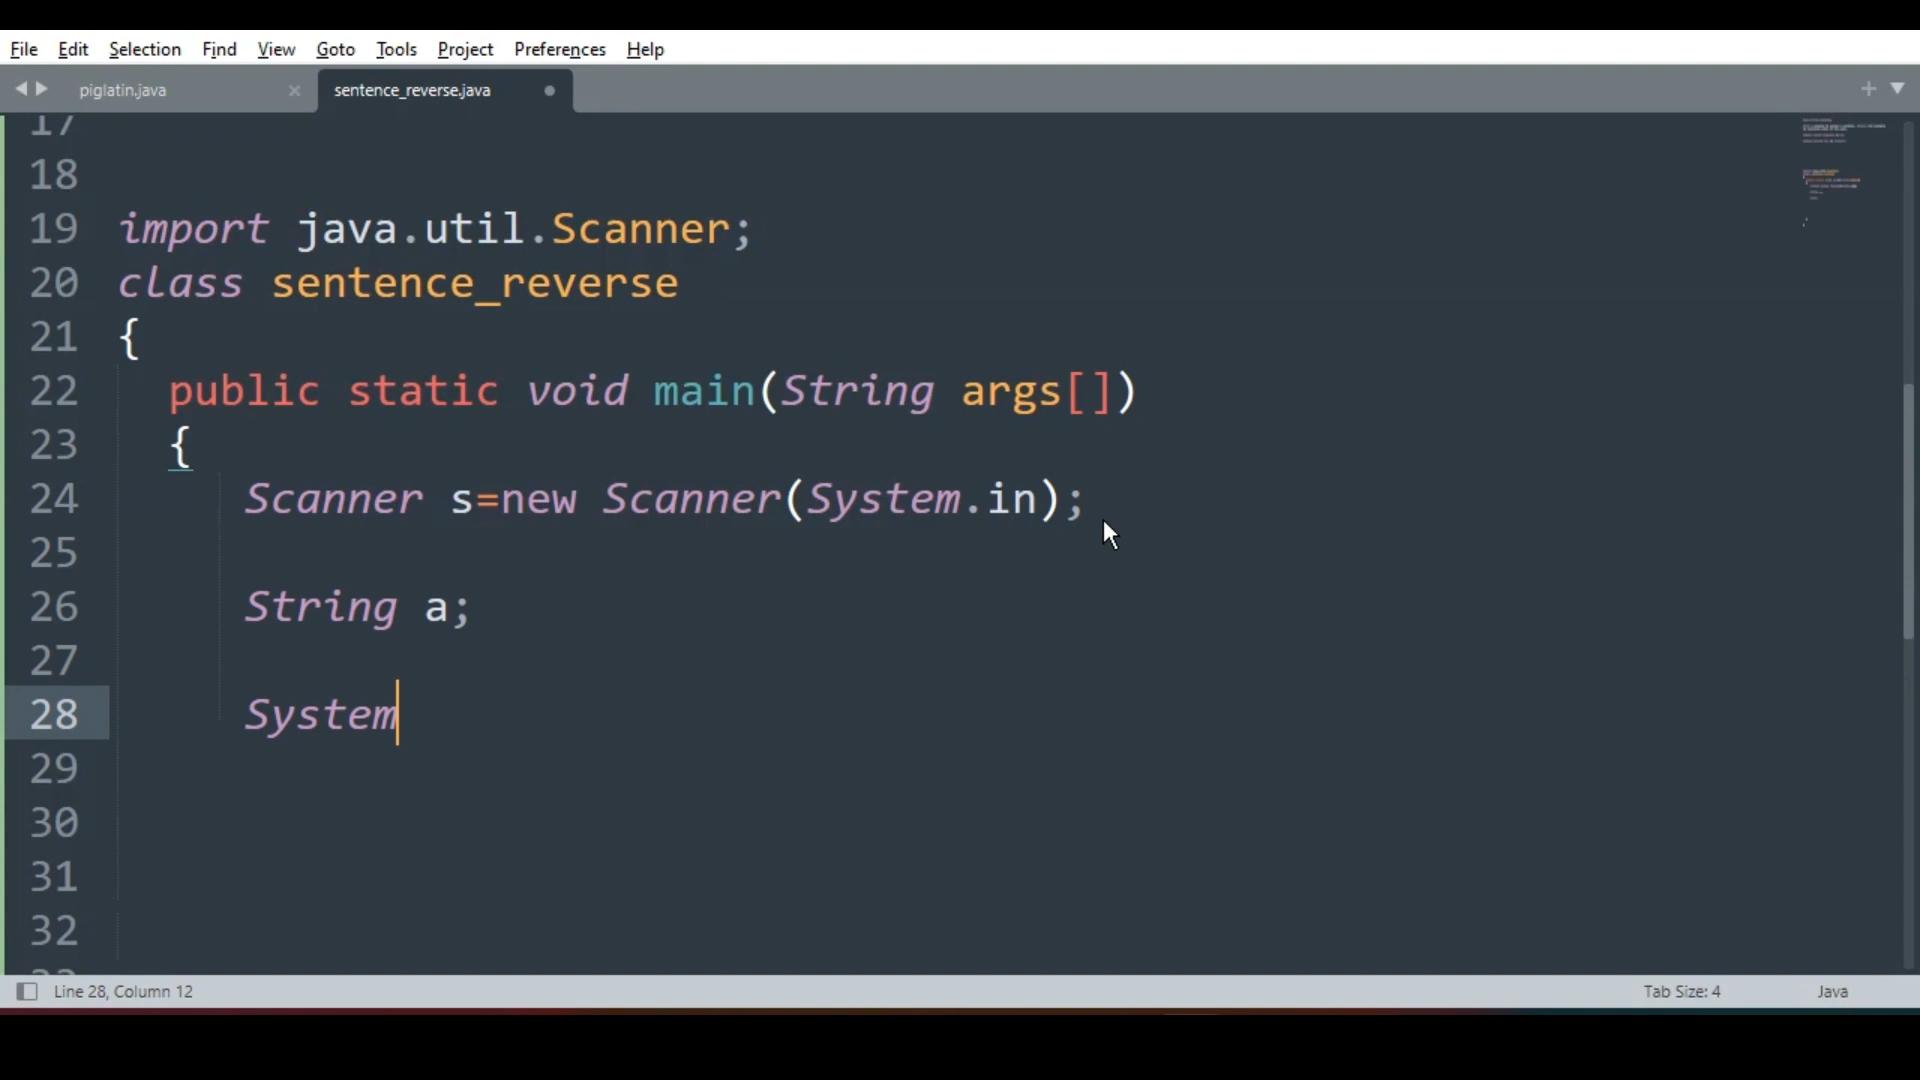 File Edit Selection Find View Goto Tools Project Preferences Help
piglatin.java sentence_reverse.java
17
18
19 import java.util.Scanner;
20 class sentence_reverse
21 {
22 public static void main(String args[])
23 {
24 Scanner s=new Scanner(System.in);
25
26 String a;
27
28 System
29
30
31
32
Line 28, Column 12 Tab Size: 4 Java